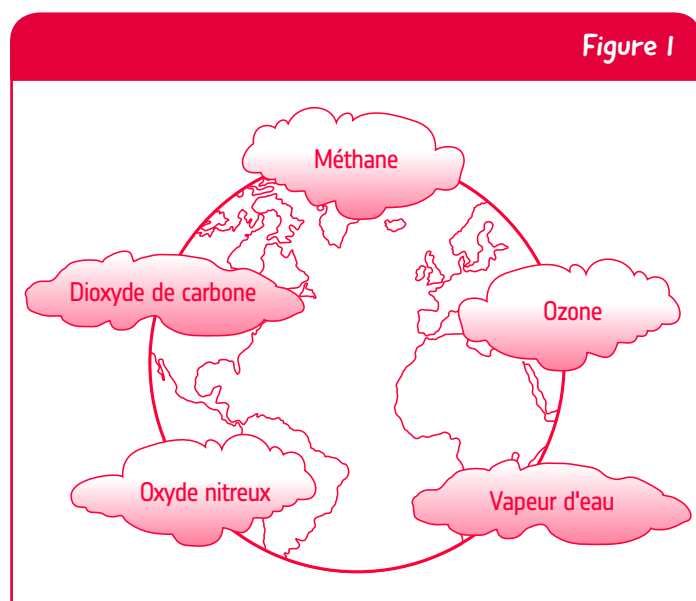 Figure 1
Méthane
Dioxyde de carbone
Ozone
Oxyde nitreux
Vapeur d'eau